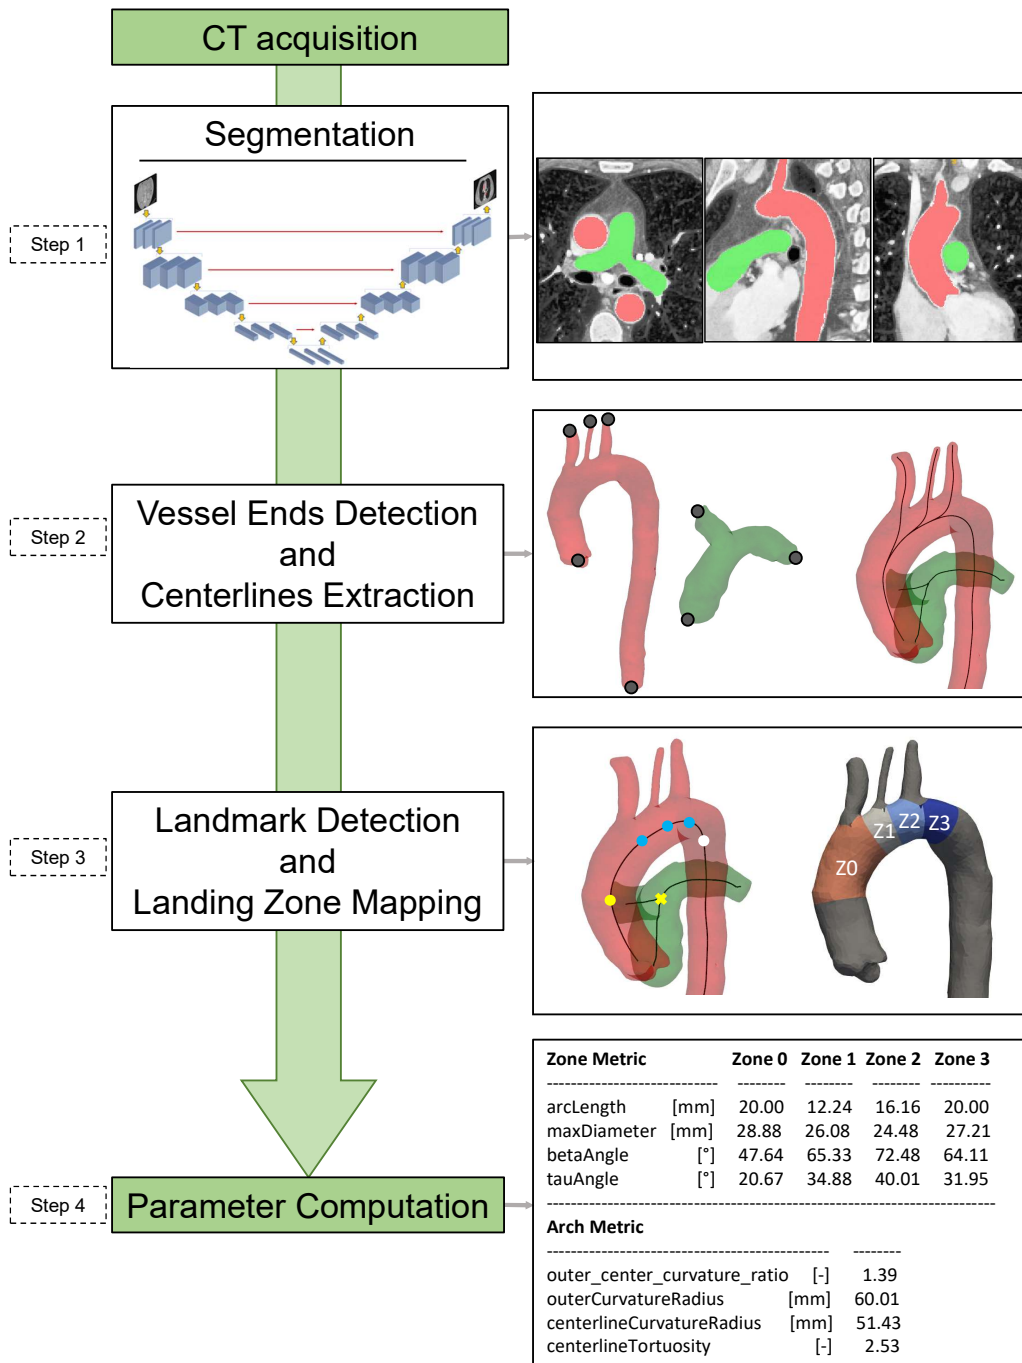 CT acquisition
Segmentation
Step 1
Step 2
Vessel Ends Detection
and
Centerlines Extraction
Step 3
Landmark Detection
and
Landing Zone Mapping
Z0
Z1
Z2
Z3
Step 4
Parameter Computation
Zone Metric Zone 0 Zone 1 Zone 2 Zone 3
----------------------------- -------- -------- -------- ----------
arcLength [mm] 20.00 12.24 16.16 20.00
maxDiameter [mm] 28.88 26.08 24.48 27.21
betaAngle [°] 47.64 65.33 72.48 64.11
tauAngle [°] 20.67 34.88 40.01 31.95
---------------------------------------------------------------------------
Arch Metric
----------------------------------------------- --------
outer_center_curvature_ratio [-] 1.39
outerCurvatureRadius [mm] 60.01
centerlineCurvatureRadius [mm] 51.43
centerlineTortuosity [-] 2.53